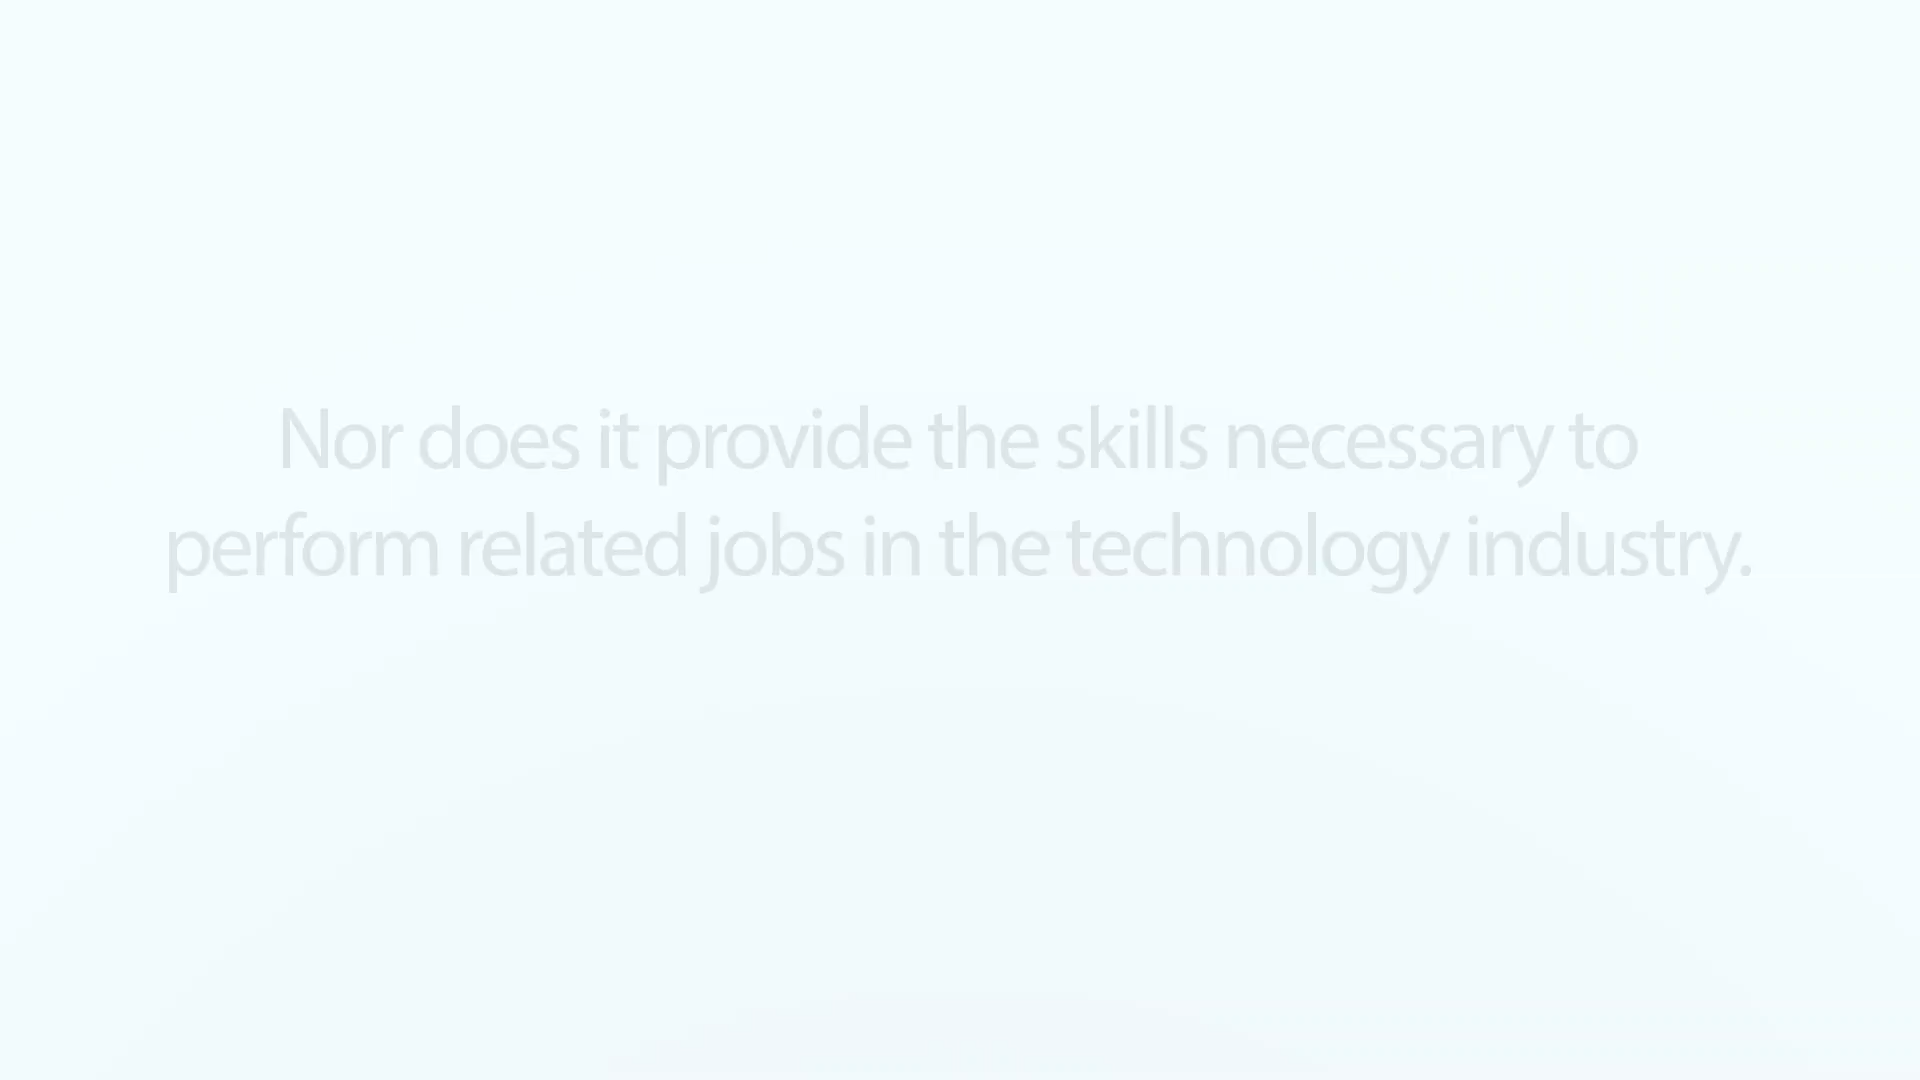 Nor does it provide the skills necessary to
perform related jobs in the technology industry.